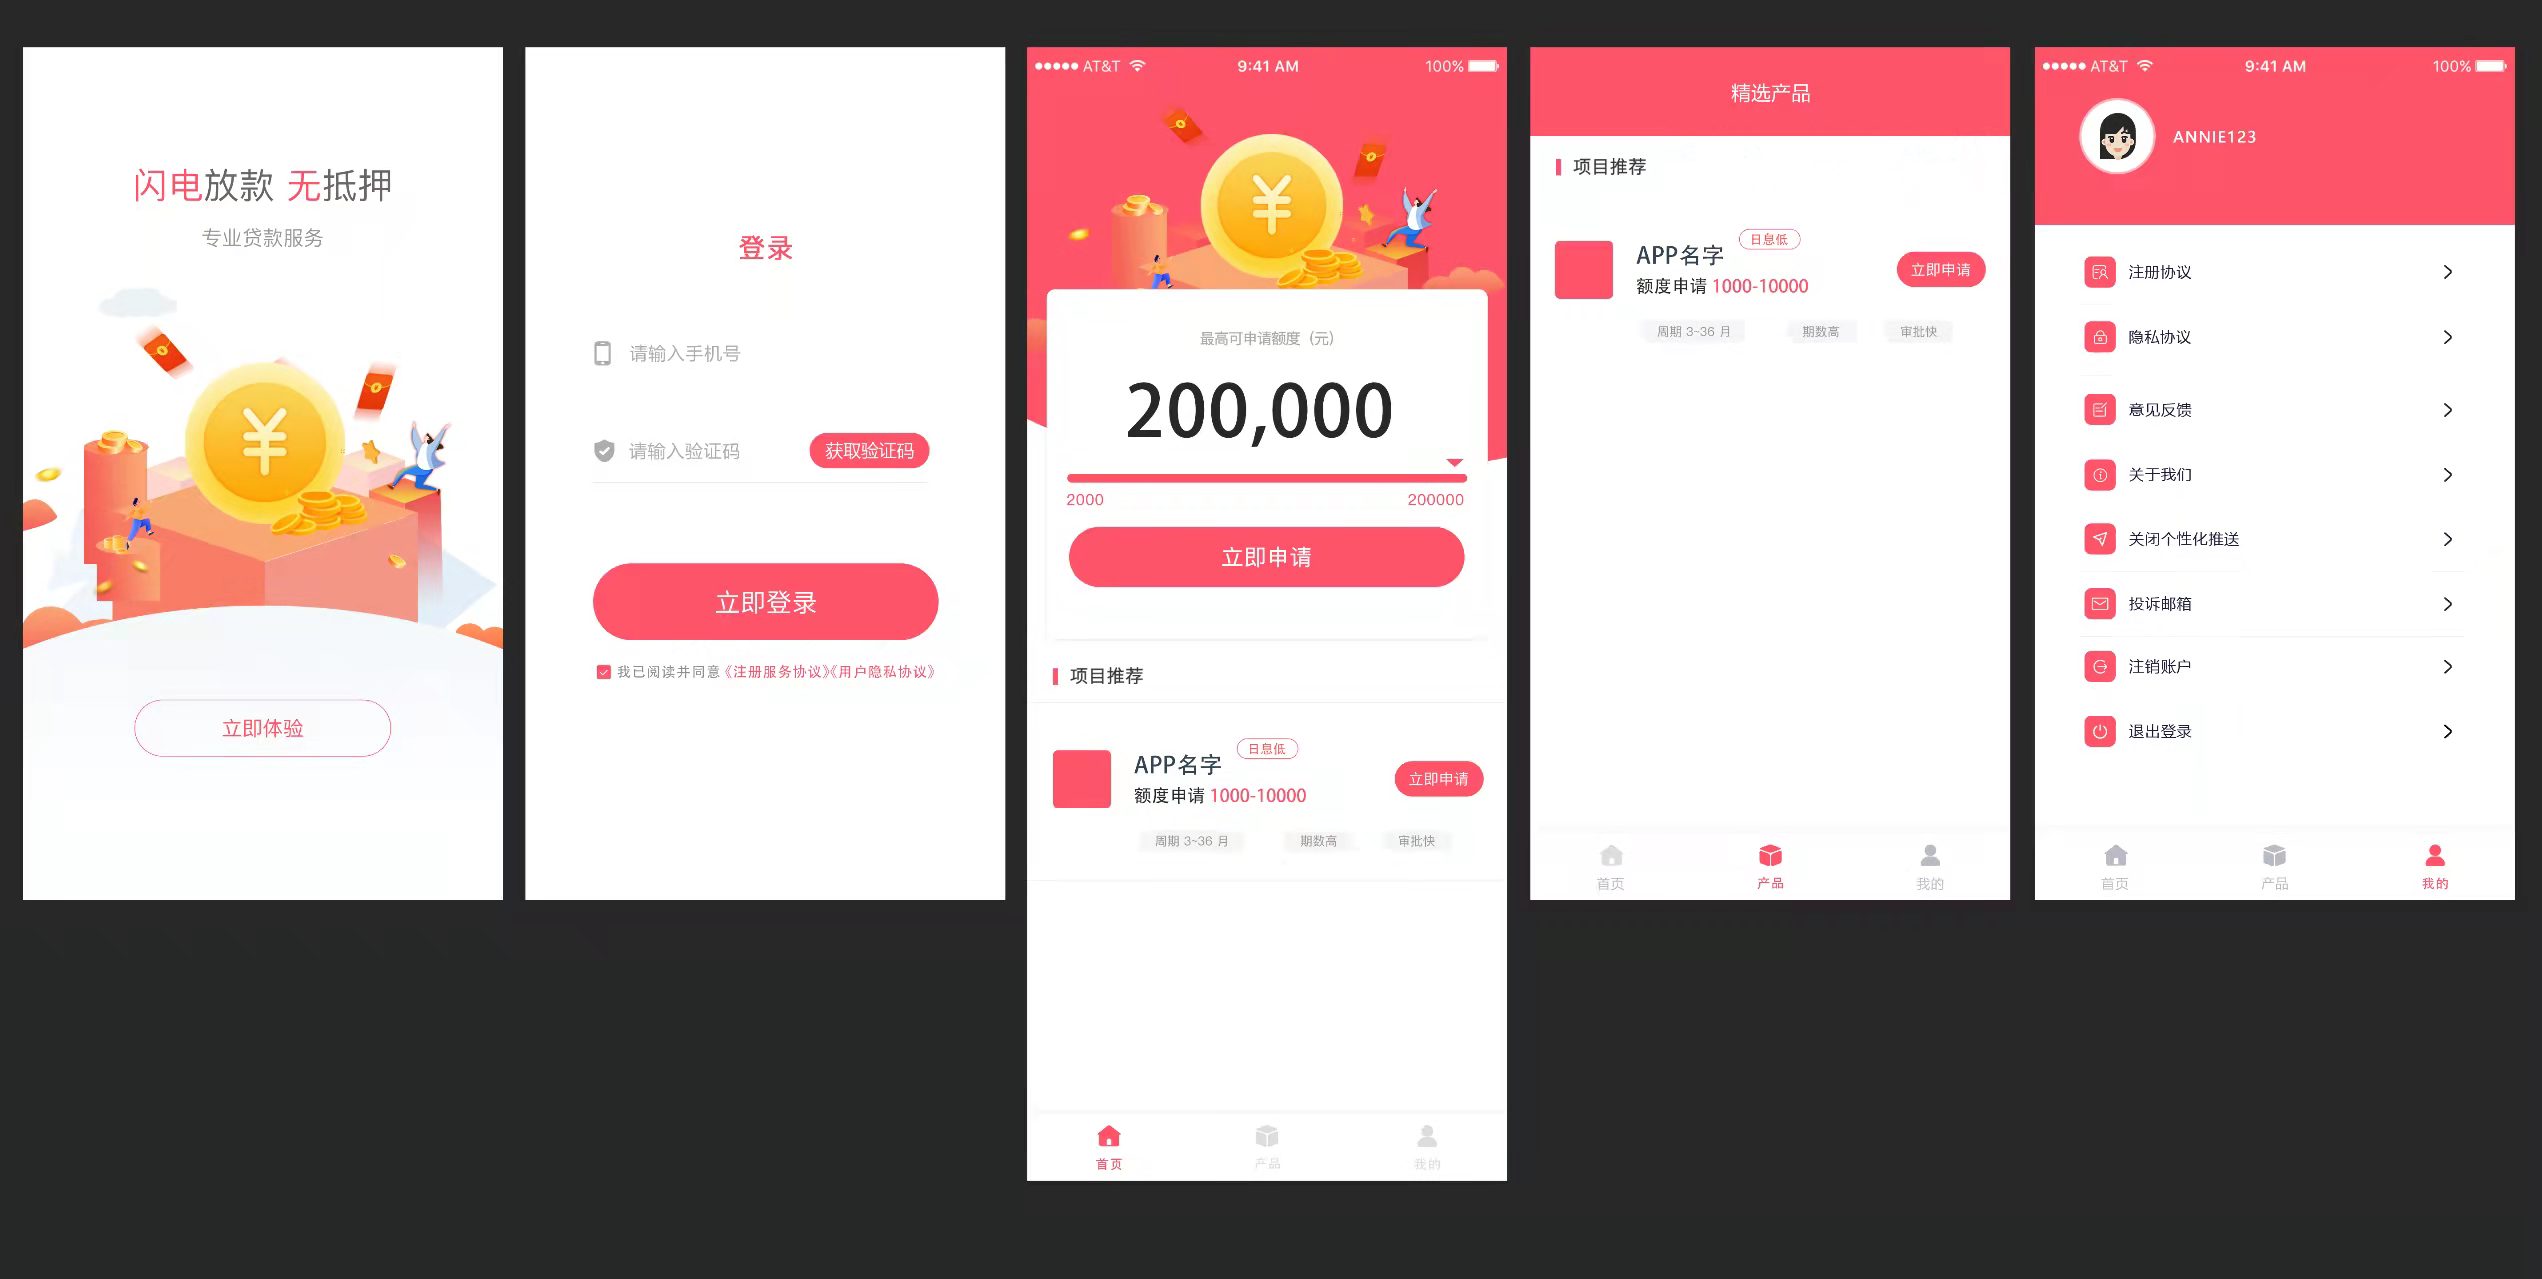 闪电放款 无抵押
专业贷款服务
立即体验
登录
请输入手机号
请输入验证码
获取验证码
立即登录
我已阅读并同意《注册服务协议》《用户隐私协议》
AT&T
9:41 AM
100%
¥
最高可申请额度（元）
200,000
2000
200000
立即申请
项目推荐
APP名字
日息低
额度申请 1000-10000
立即申请
周期 3~36 月
期数高
审批快
首页
产品
我的
精选产品
项目推荐
APP名字
日息低
额度申请 1000-10000
立即申请
周期 3~36 月
期数高
审批快
首页
产品
我的
AT&T
9:41 AM
100%
ANNIE123
注册协议
隐私协议
意见反馈
关于我们
关闭个性化推送
投诉邮箱
注销账户
退出登录
首页
产品
我的